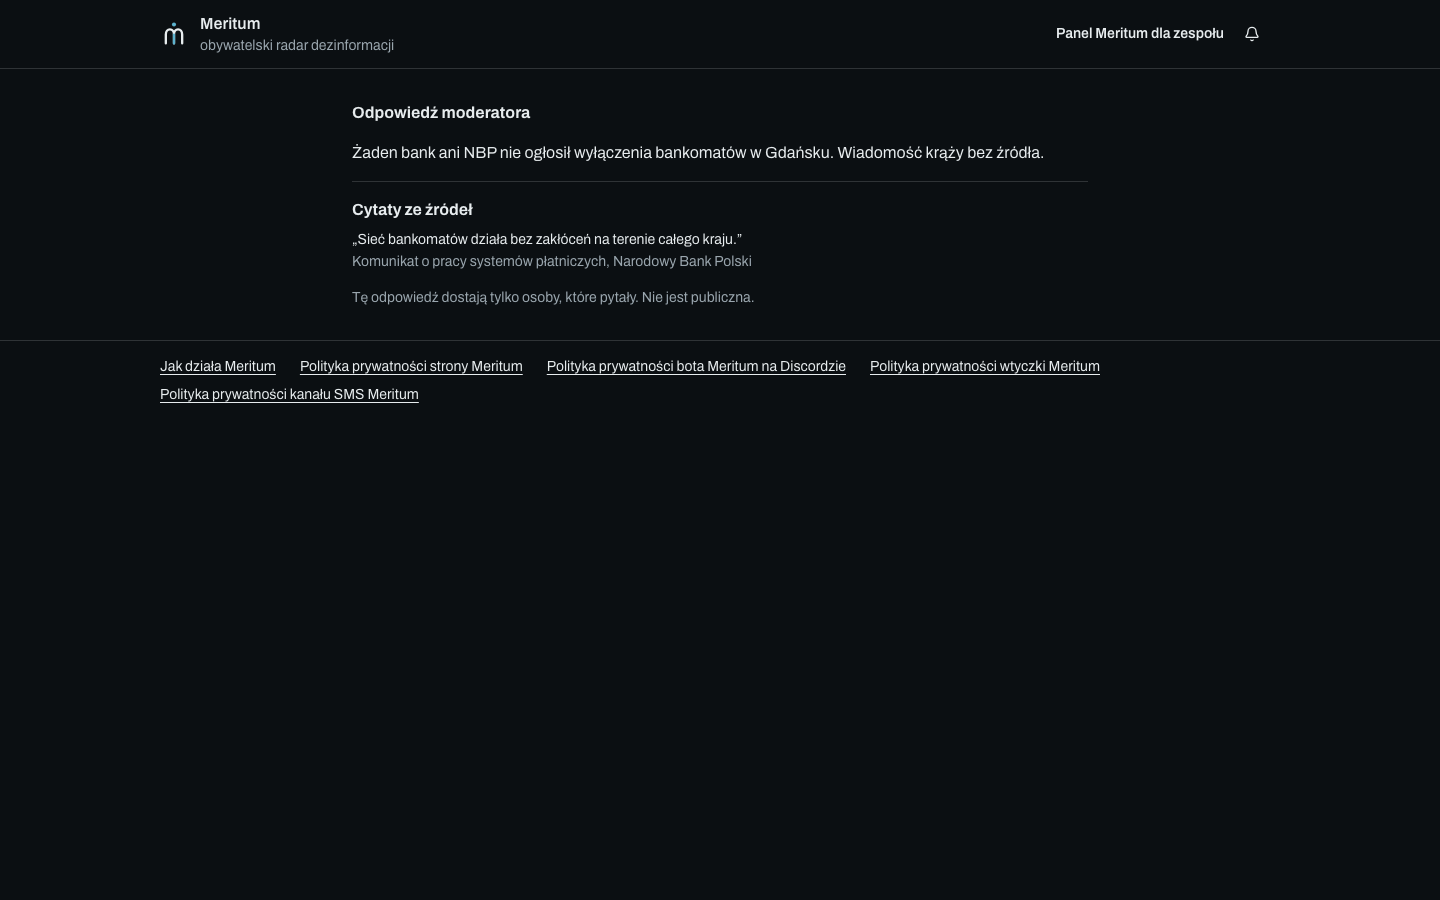 Meritum
obywatelski radar dezinformacji
Panel Meritum dla zespołu
Odpowiedź moderatora
Żaden bank ani NBP nie ogłosił wyłączenia bankomatów w Gdańsku. Wiadomość krąży bez źródła.
Cytaty ze źródeł
„Sieć bankomatów działa bez zakłóceń na terenie całego kraju.”
Komunikat o pracy systemów płatniczych, Narodowy Bank Polski
Tę odpowiedź dostają tylko osoby, które pytały. Nie jest publiczna.
Jak działa Meritum
Polityka prywatności strony Meritum
Polityka prywatności bota Meritum na Discordzie
Polityka prywatności wtyczki Meritum
Polityka prywatności kanału SMS Meritum